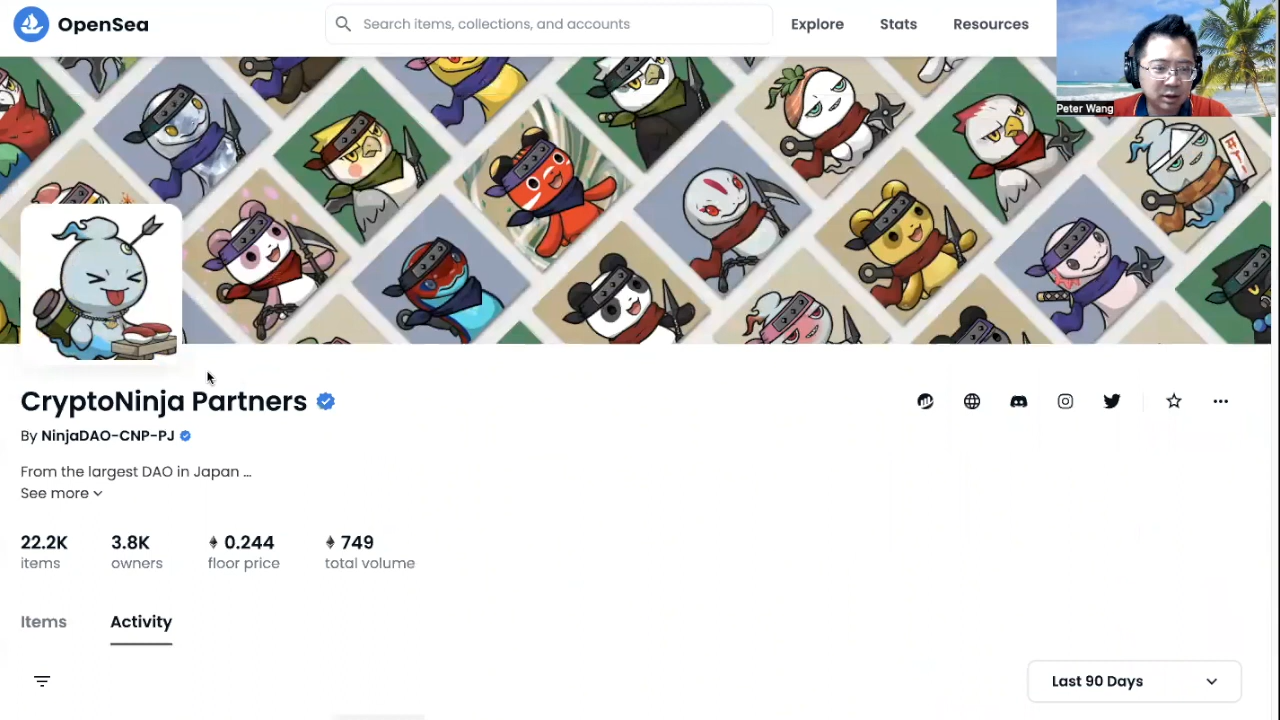 OpenSea
Search items, collections, and accounts
Explore
Stats
Resources
Peter Wang
CryptoNinja Partners
By NinjaDAO-CNP-PJ
From the largest DAO in Japan ...
See more
22.2K
items
3.8K
owners
0.244
floor price
749
total volume
Items
Activity
Last 90 Days